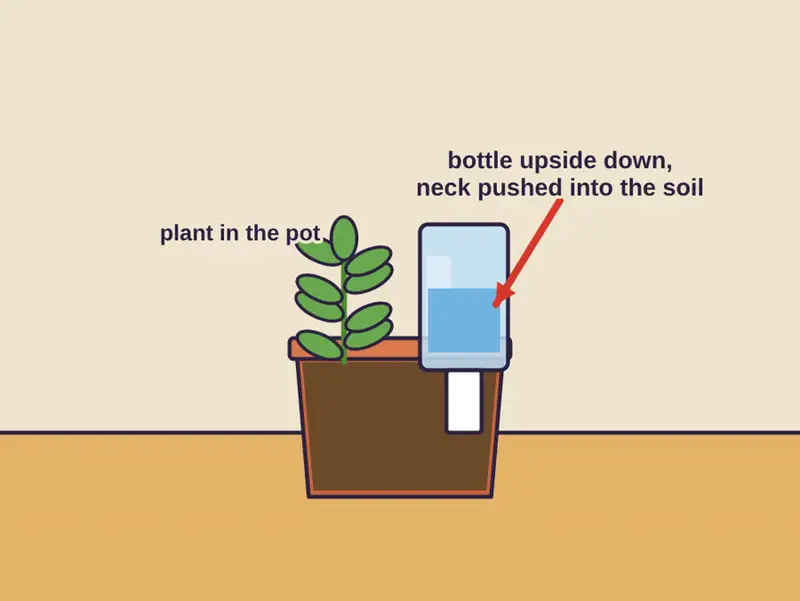 bottle upside down,
neck pushed into the soil
plant in the pot